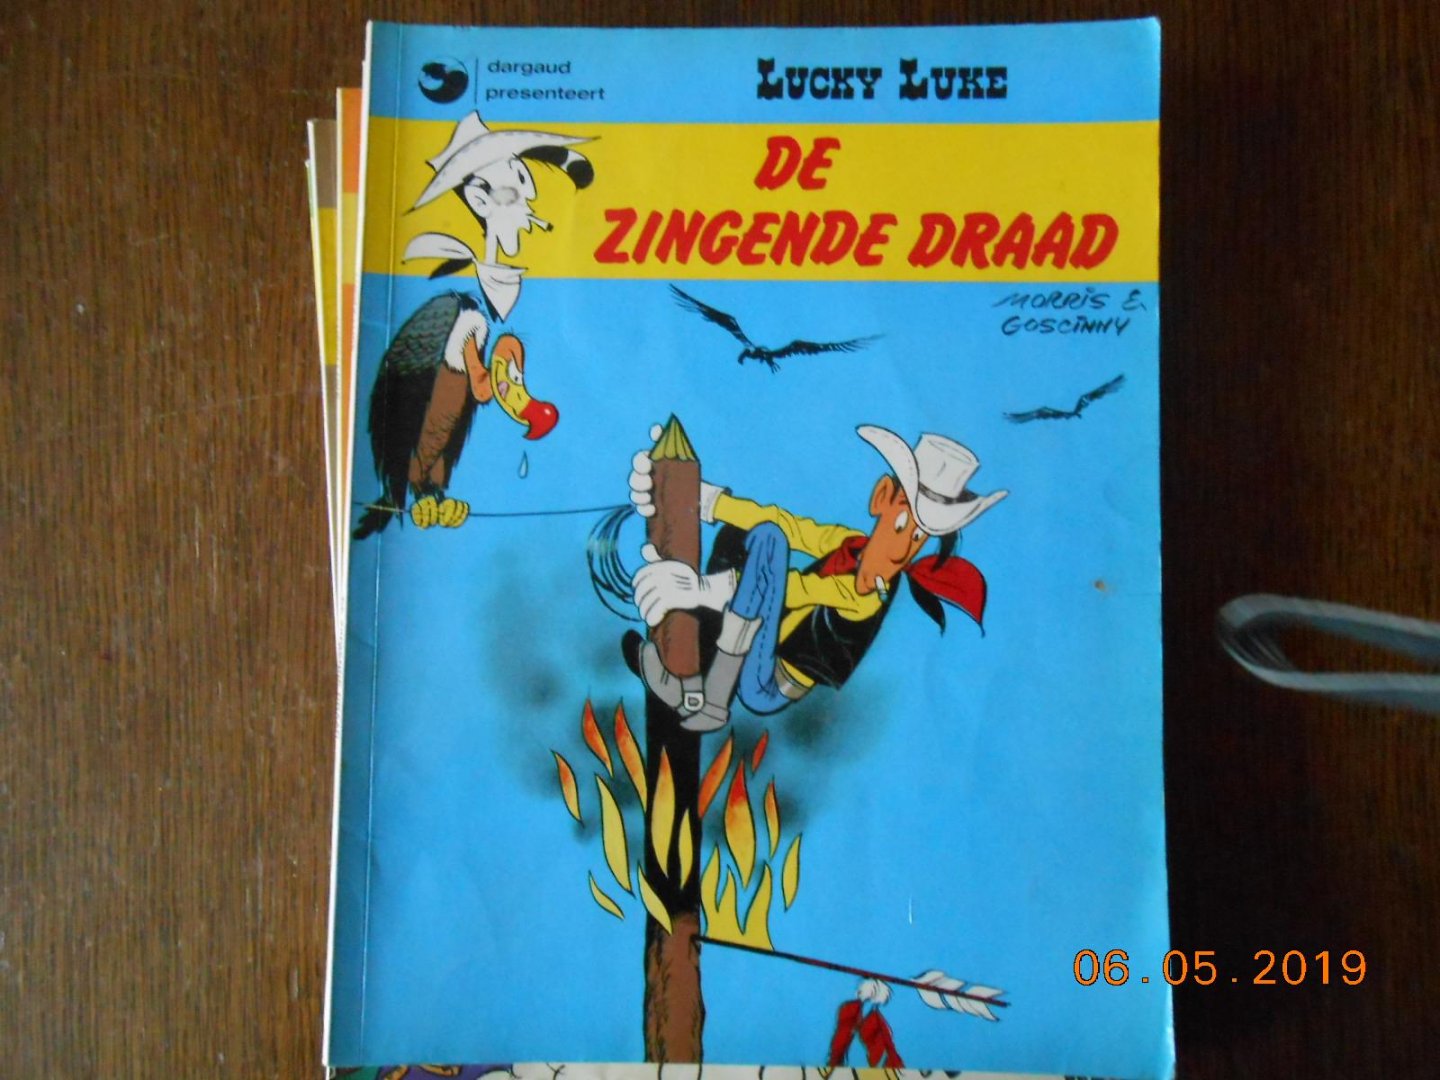 dargaud
presenteert
LUCKY LUKE
DE
ZINGENDE DRAAD
MORRIS &
GOSCINNY
06.05.2019